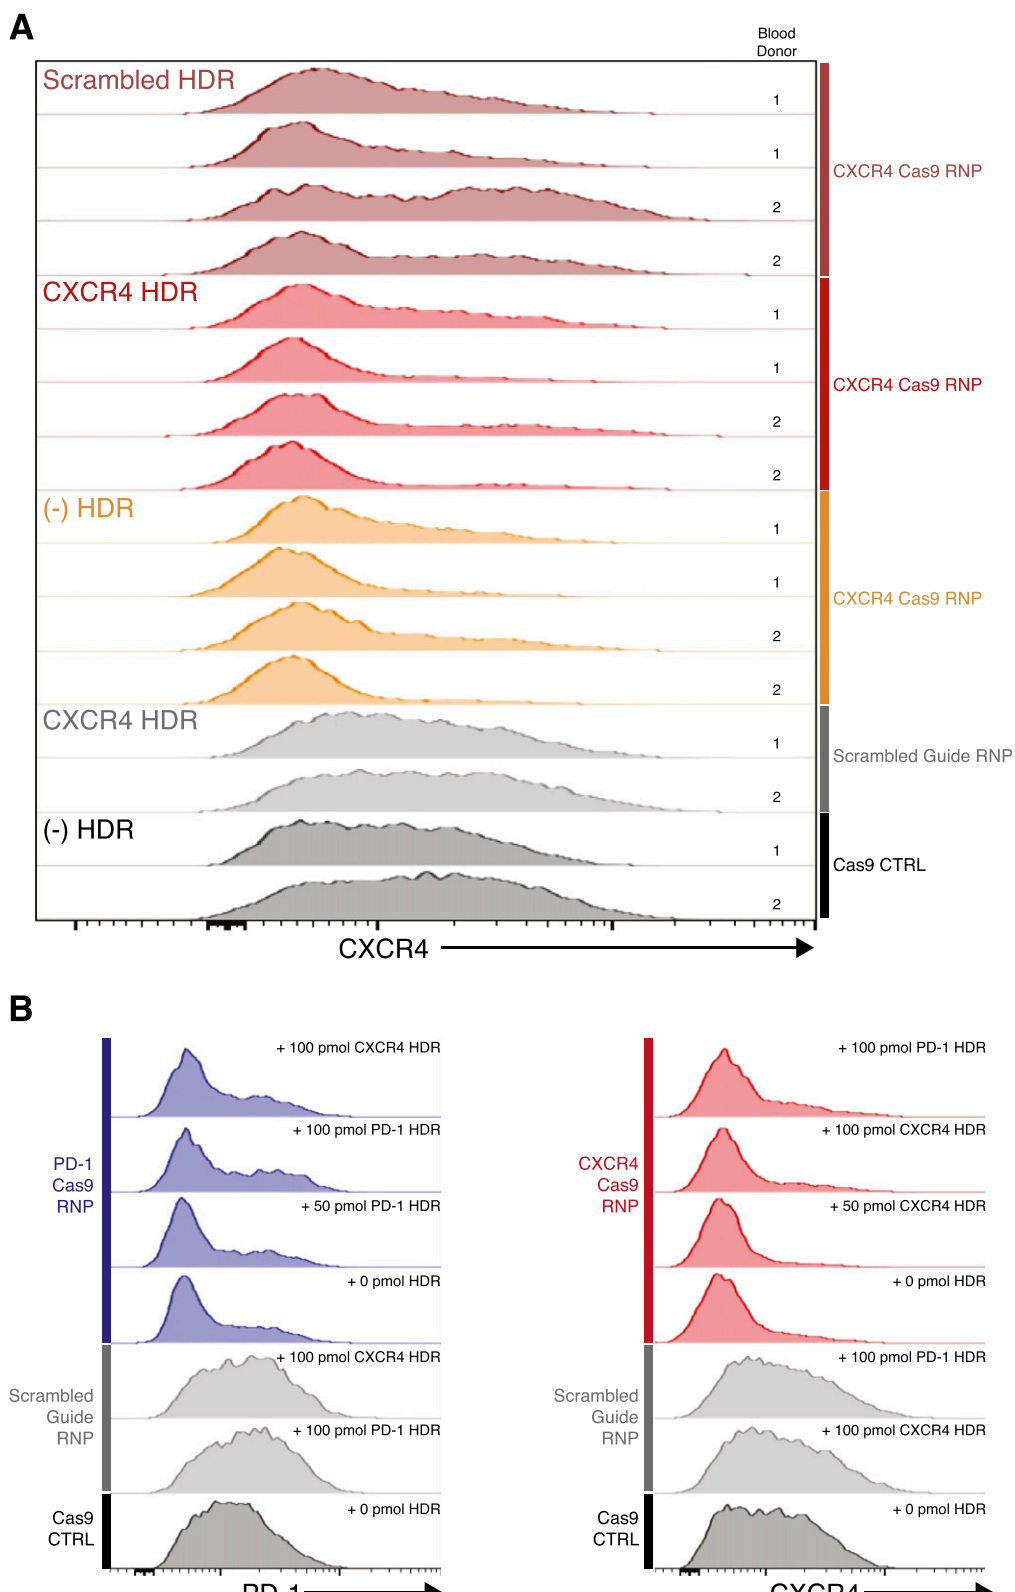 A
Blood
Donor
Scrambled HDR
1
1
CXCR4 Cas9 RNP
2
2
CXCR4 HDR
1
1
CXCR4 Cas9 RNP
2
2
(-) HDR
1
1
CXCR4 Cas9 RNP
2
2
CXCR4 HDR
1
Scrambled Guide RNP
2
(-) HDR
1
Cas9 CTRL
2
CXCR4
B
+ 100 pmol CXCR4 HDR
+ 100 pmol PD-1 HDR
PD-1
Cas9
RNP
+ 50 pmol PD-1 HDR
+ 0 pmol HDR
+ 100 pmol CXCR4 HDR
Scrambled
Guide
RNP
+ 100 pmol PD-1 HDR
+ 0 pmol HDR
Cas9
CTRL
PD-1
+ 100 pmol PD-1 HDR
+ 100 pmol CXCR4 HDR
CXCR4
Cas9
RNP
+ 50 pmol CXCR4 HDR
+ 0 pmol HDR
+ 100 pmol PD-1 HDR
Scrambled
Guide
RNP
+ 100 pmol CXCR4 HDR
+ 0 pmol HDR
Cas9
CTRL
CXCR4